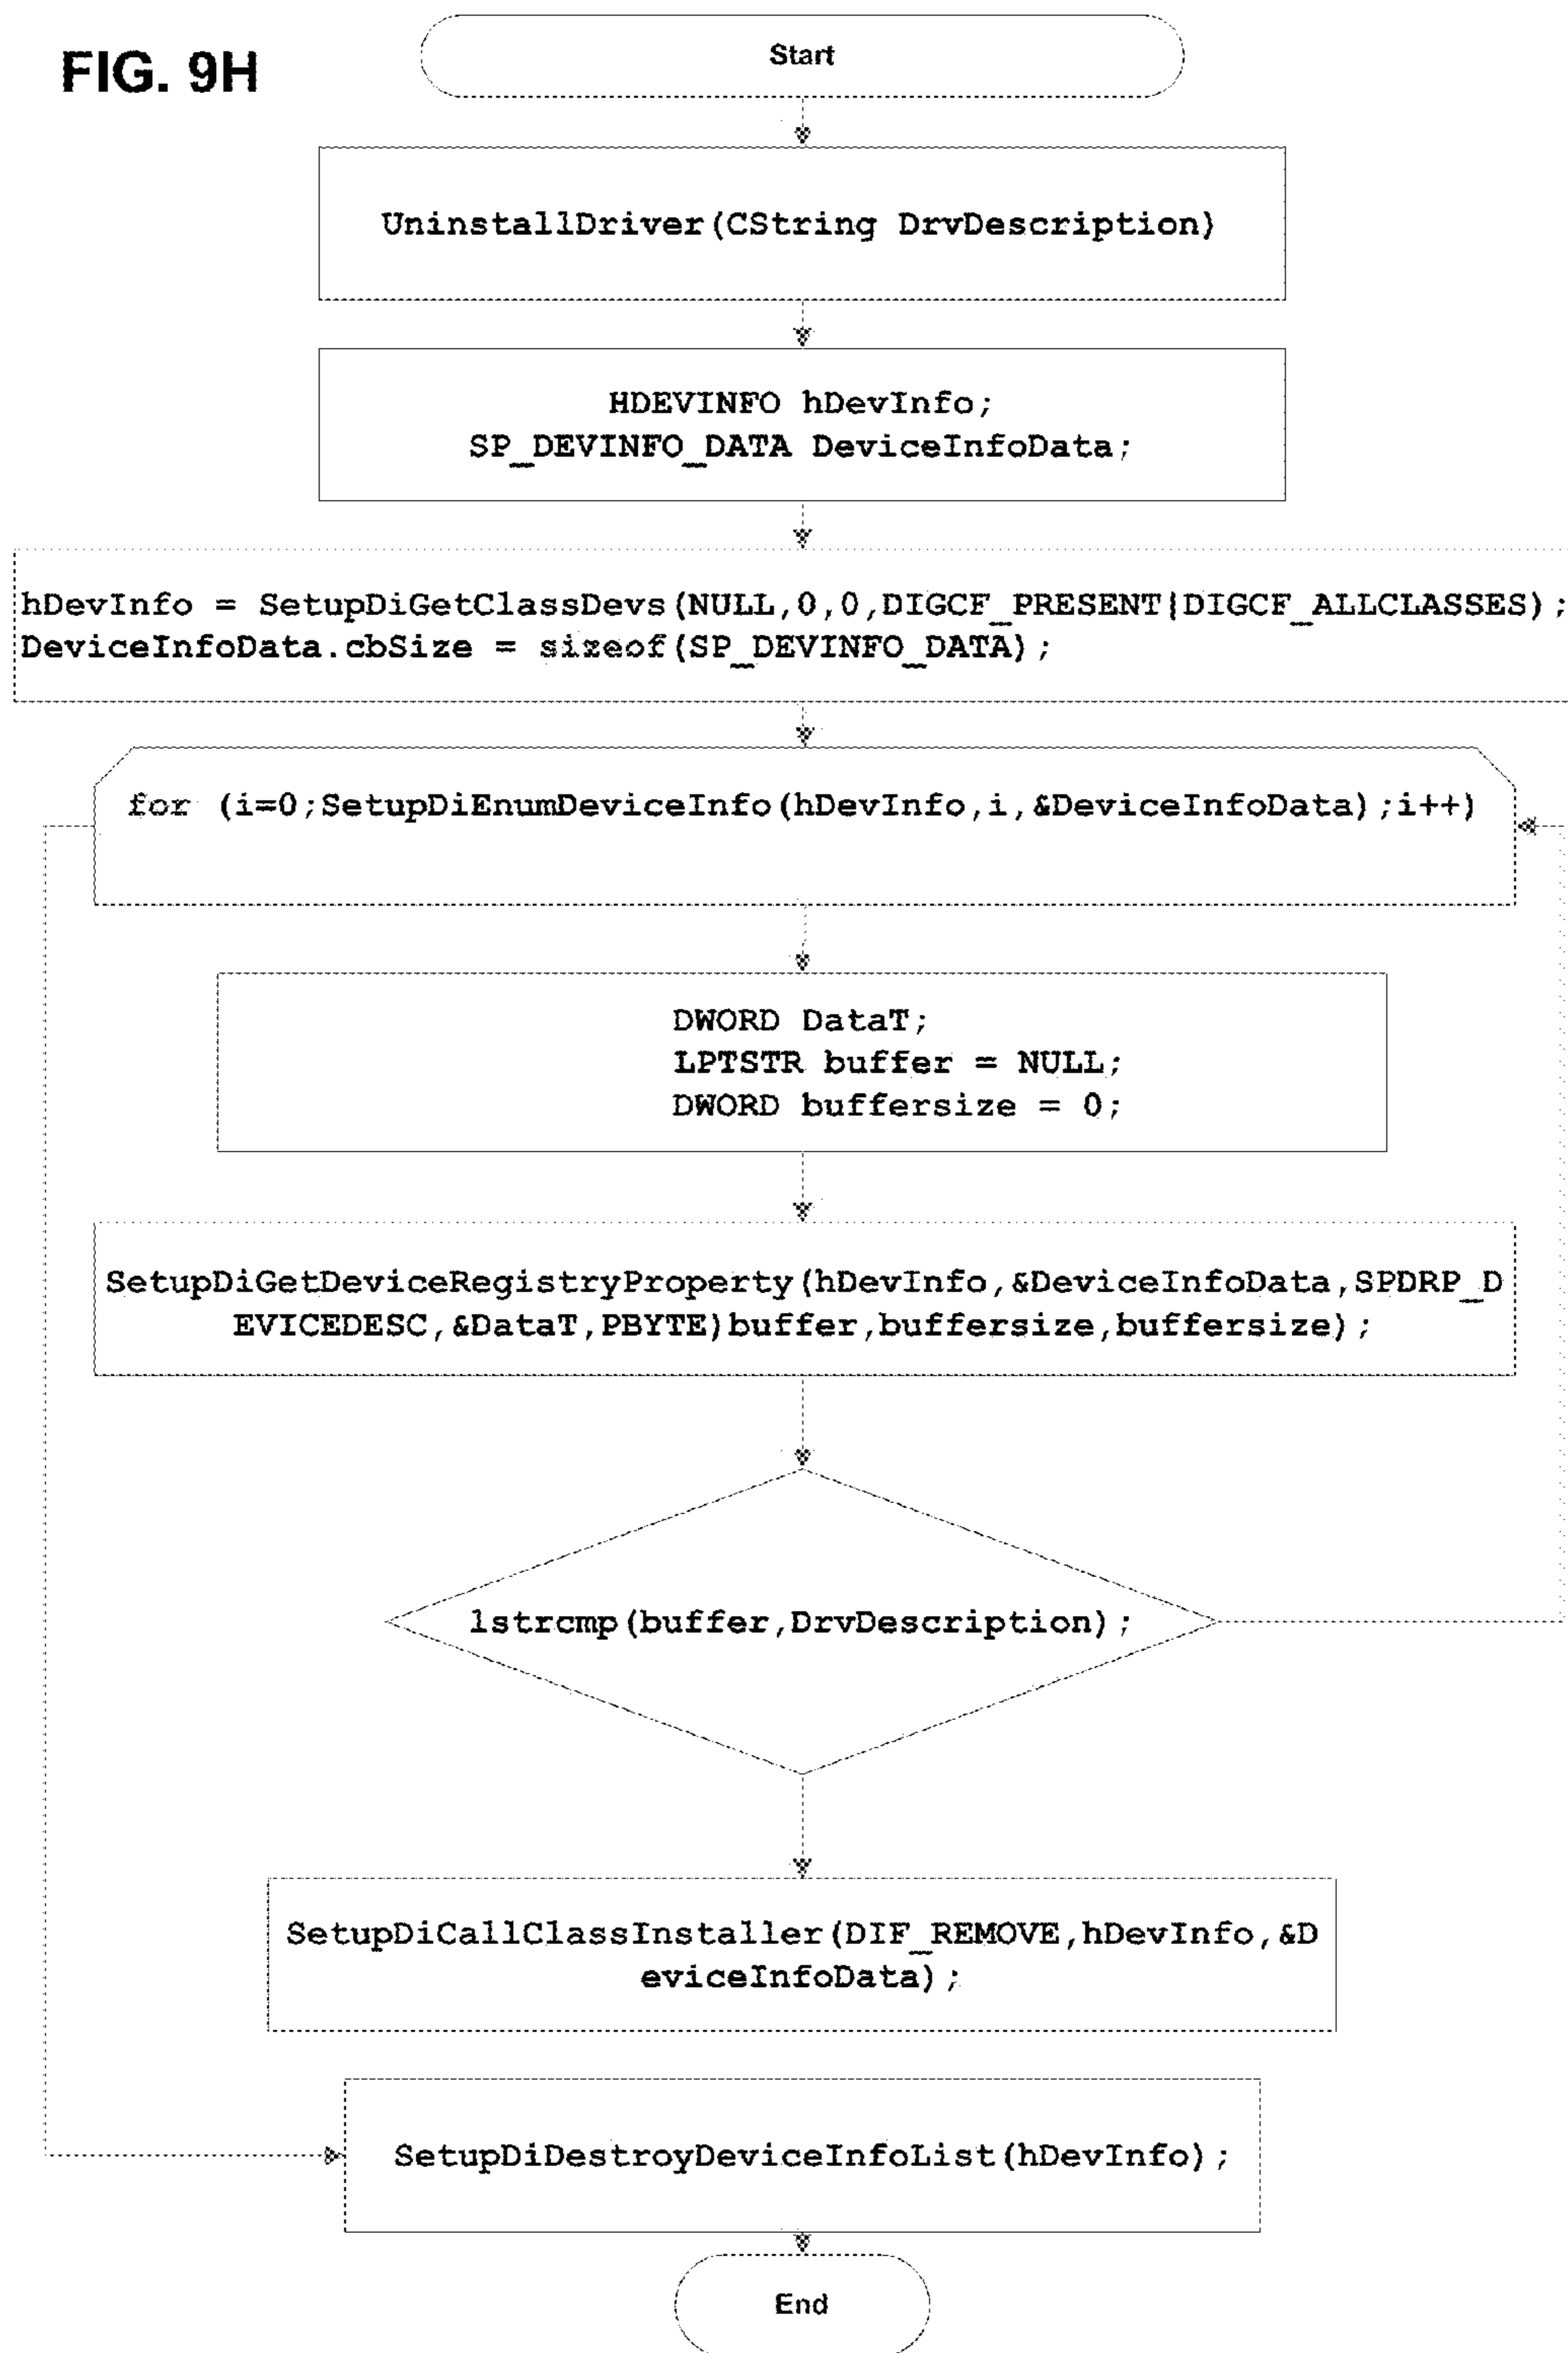 FIG. 9H
Start
UninstallDriver(CString DrvDescription)
HDEVINFO hDevInfo;
SP_DEVINFO_DATA DeviceInfoData;
hDevInfo = SetupDiGetClassDevs(NULL,0,0,DIGCF_PRESENT|DIGCF_ALLCLASSES);
DeviceInfoData.cbSize = sizeof(SP_DEVINFO_DATA);
for (i=0;SetupDiEnumDeviceInfo(hDevInfo,i,&DeviceInfoData);i++)
DWORD DataT;
LPTSTR buffer = NULL;
DWORD buffersize = 0;
SetupDiGetDeviceRegistryProperty(hDevInfo,&DeviceInfoData,SPDRP_D
EVICEDESC,&DataT,PBYTE)buffer,buffersize,buffersize);
lstrcmp(buffer,DrvDescription);
SetupDiCallClassInstaller(DIF_REMOVE,hDevInfo,&D
eviceInfoData);
SetupDiDestroyDeviceInfoList(hDevInfo);
End